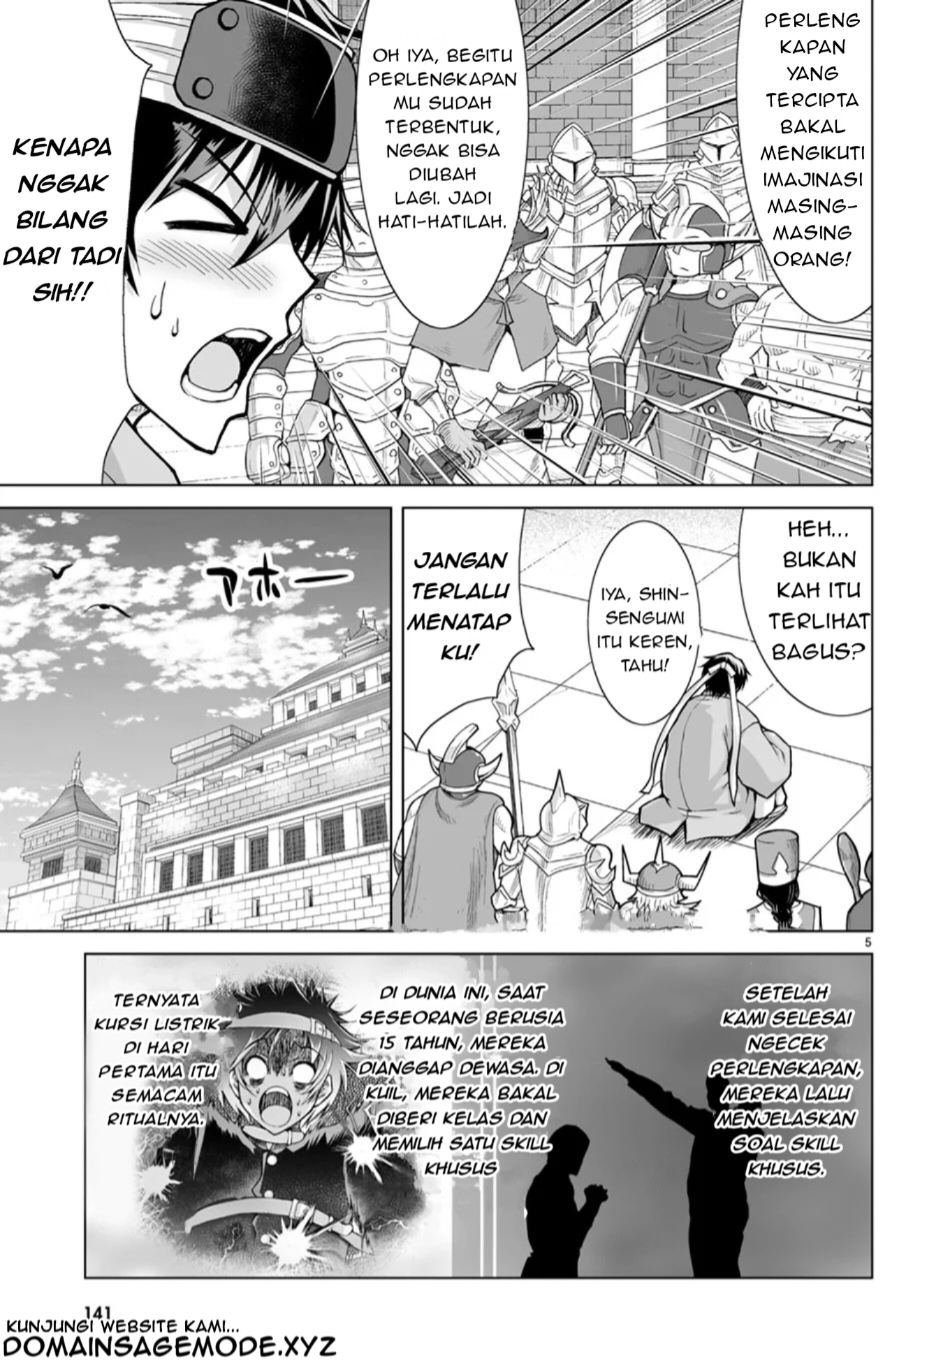 PERLENG
KAPAN
YANG
TERCIPTA
BAKAL
MENGIKUTI
IMAJINASI
MASING-
MASING
ORANG!
OH IYA, BEGITU
PERLENGKAPAN
MU SUDAH
TERBENTUK,
NGGAK BISA
DIUBAH
LAGI. JADI
HATI-HATILAH.
KENAPA
NGGAK
BILANG
DARI TADI
SIH!!
HEH...
BUKAN
KAH ITU
TERLIHAT
BAGUS?
IYA, SHIN-
SENGUMI
ITU KEREN,
TAHU!
JANGAN
TERLALU
MENATAP
KU!
アホー
5
SETELAH
KAMI SELESAI
NGECEK
PERLENGKAPAN,
MEREKA LALU
MENJELASKAN
SOAL SKILL
KHUSUS.
DI DUNIA INI, SAAT
SESEORANG BERUSIA
15 TAHUN, MEREKA
DIANGGAP DEWASA. DI
KUIL, MEREKA BAKAL
DIBERI KELAS DAN
MEMILIH SATU SKILL
KHUSUS
TERNYATA
KURSI LISTRIK
DI HARI
PERTAMA ITU
SEMACAM
RITUALNYA.
141
KUNJUNGI WEBSITE KAMI...
DOMAINSAGEMODE.XYZ